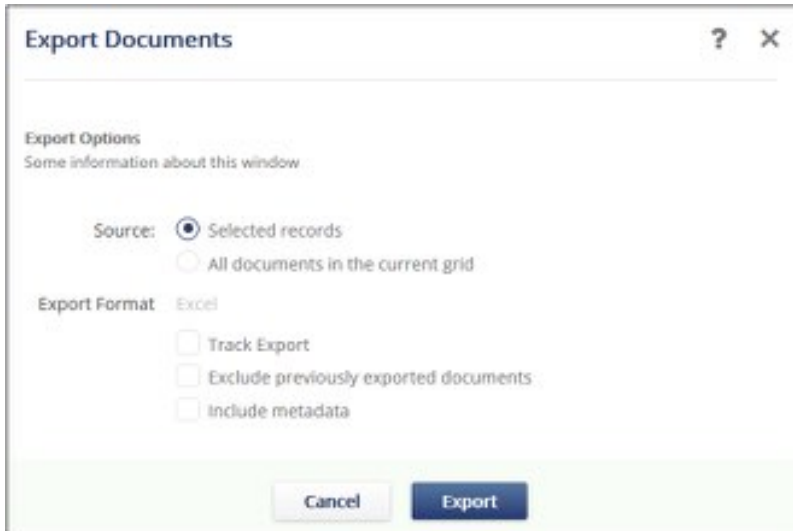 Export Documents ?
Export Options
Some information about this window
Source: Selected records
All documents in the current grid
Export Format Excel
Track Export
Exclude previously exported documents
Include metadata
Cancel Export